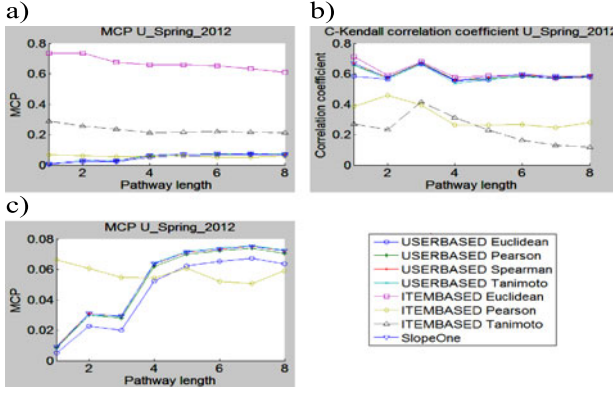 a)
MCP U_Spring_2012
0.8
0.6
0.4
0.2
0
MCP
2 4 6 8
Pathway length
b)
C-Kendall correlation coefficient U_Spring_2012
0.8
0.6
0.4
0.2
0
Correlation coefficient
2 4 6 8
Pathway length
c)
MCP U_Spring_2012
0.08
0.06
0.04
0.02
0
MCP
2 4 6 8
Pathway length
USERBASED Euclidean
USERBASED Pearson
USERBASED Spearman
USERBASED Tanimoto
ITEMBASED Euclidean
ITEMBASED Pearson
ITEMBASED Tanimoto
SlopeOne